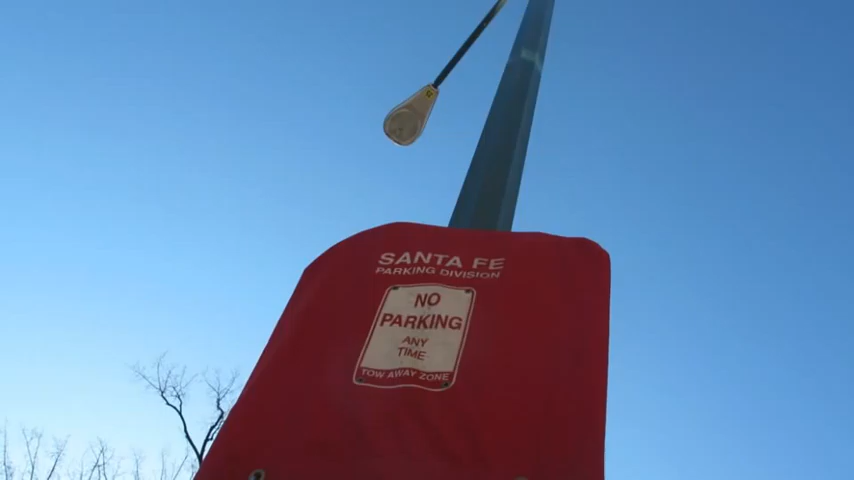 SANTA FE
PARKING DIVISION
NO
PARKING
ANY
TIME
TOW AWAY ZONE